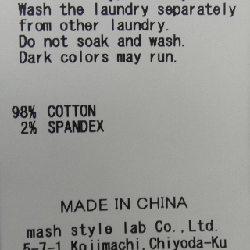 Wash the laundry separately
from other laundry.
Do not soak and wash.
Dark colors may run.
98% COTTON
2% SPANDEX
MADE IN CHINA
mash style lab Co., Ltd.
5-7-1 Kojimachi, Chiyoda-Ku